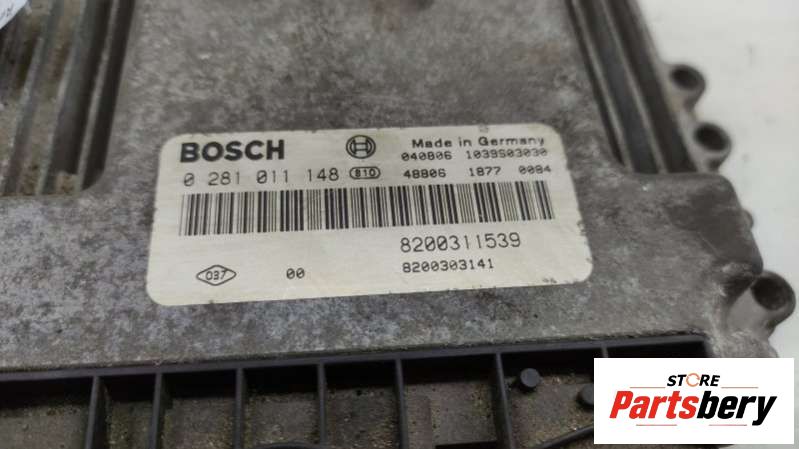 BOSCH
Made in Germany
040806 1039S03030
0 281 011 148 810 48806 1877 0084
8200311539
037 00 8200303141
STORE
Partsbery